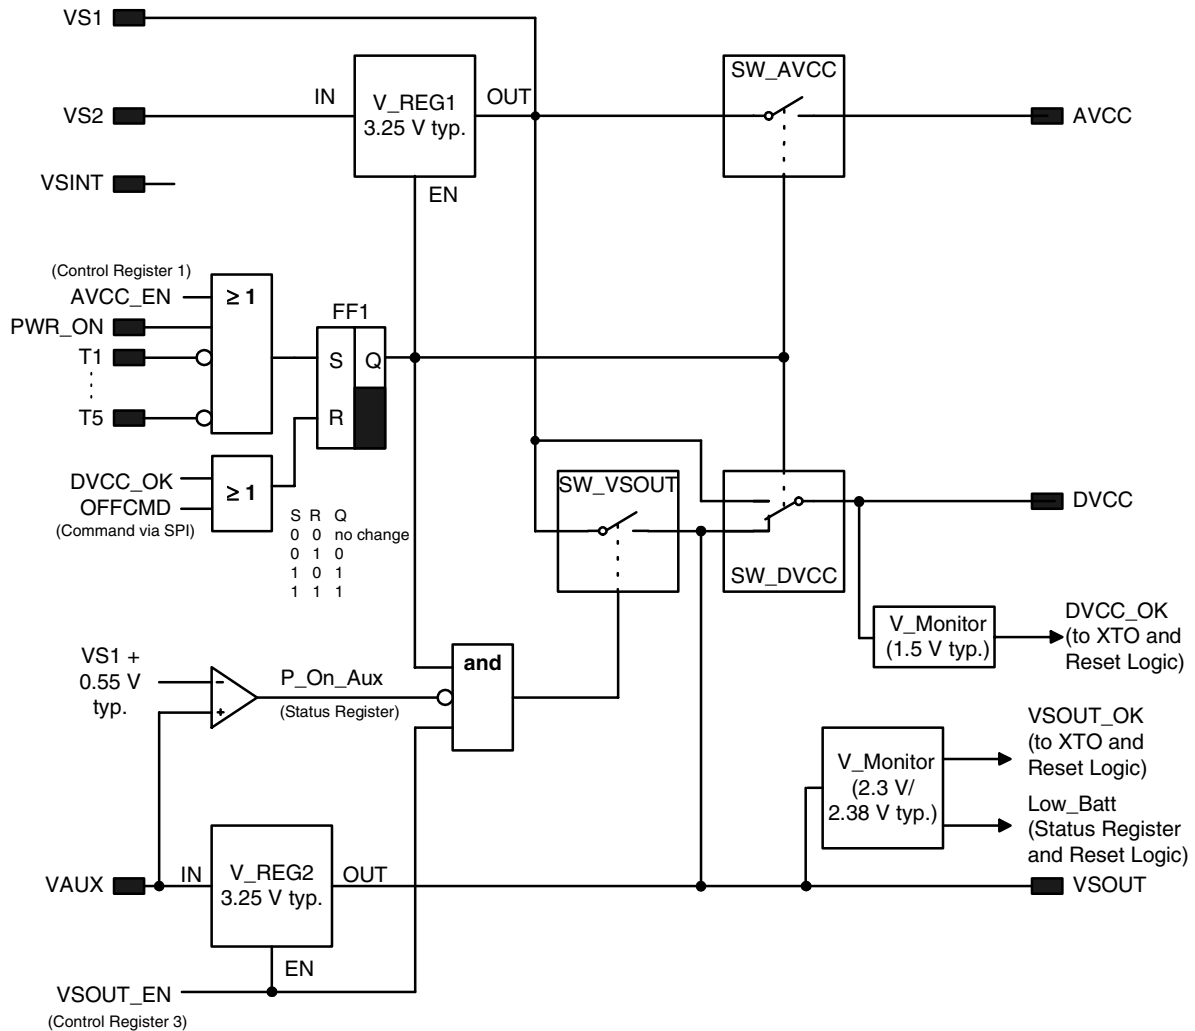 VS1
SW_AVCC
IN
V_REG1
3.25 V typ.
OUT
VS2
AVCC
VSINT
EN
(Control Register 1)
AVCC_EN
≥ 1
PWR_ON
FF1
T1
S
Q
T5
R
DVCC_OK
≥ 1
OFFCMD
(Command via SPI)
S R Q
0 0 no change
0 1 0
1 0 1
1 1 1
SW_VSOUT
DVCC
SW_DVCC
V_Monitor
(1.5 V typ.)
DVCC_OK
(to XTO and
Reset Logic)
VS1 +
0.55 V
typ.
−
+
P_On_Aux
(Status Register)
and
VSOUT_OK
(to XTO and
Reset Logic)
V_Monitor
(2.3 V/
2.38 V typ.)
Low_Batt
(Status Register
and Reset Logic)
VAUX
IN
V_REG2
3.25 V typ.
OUT
VSOUT
EN
VSOUT_EN
(Control Register 3)